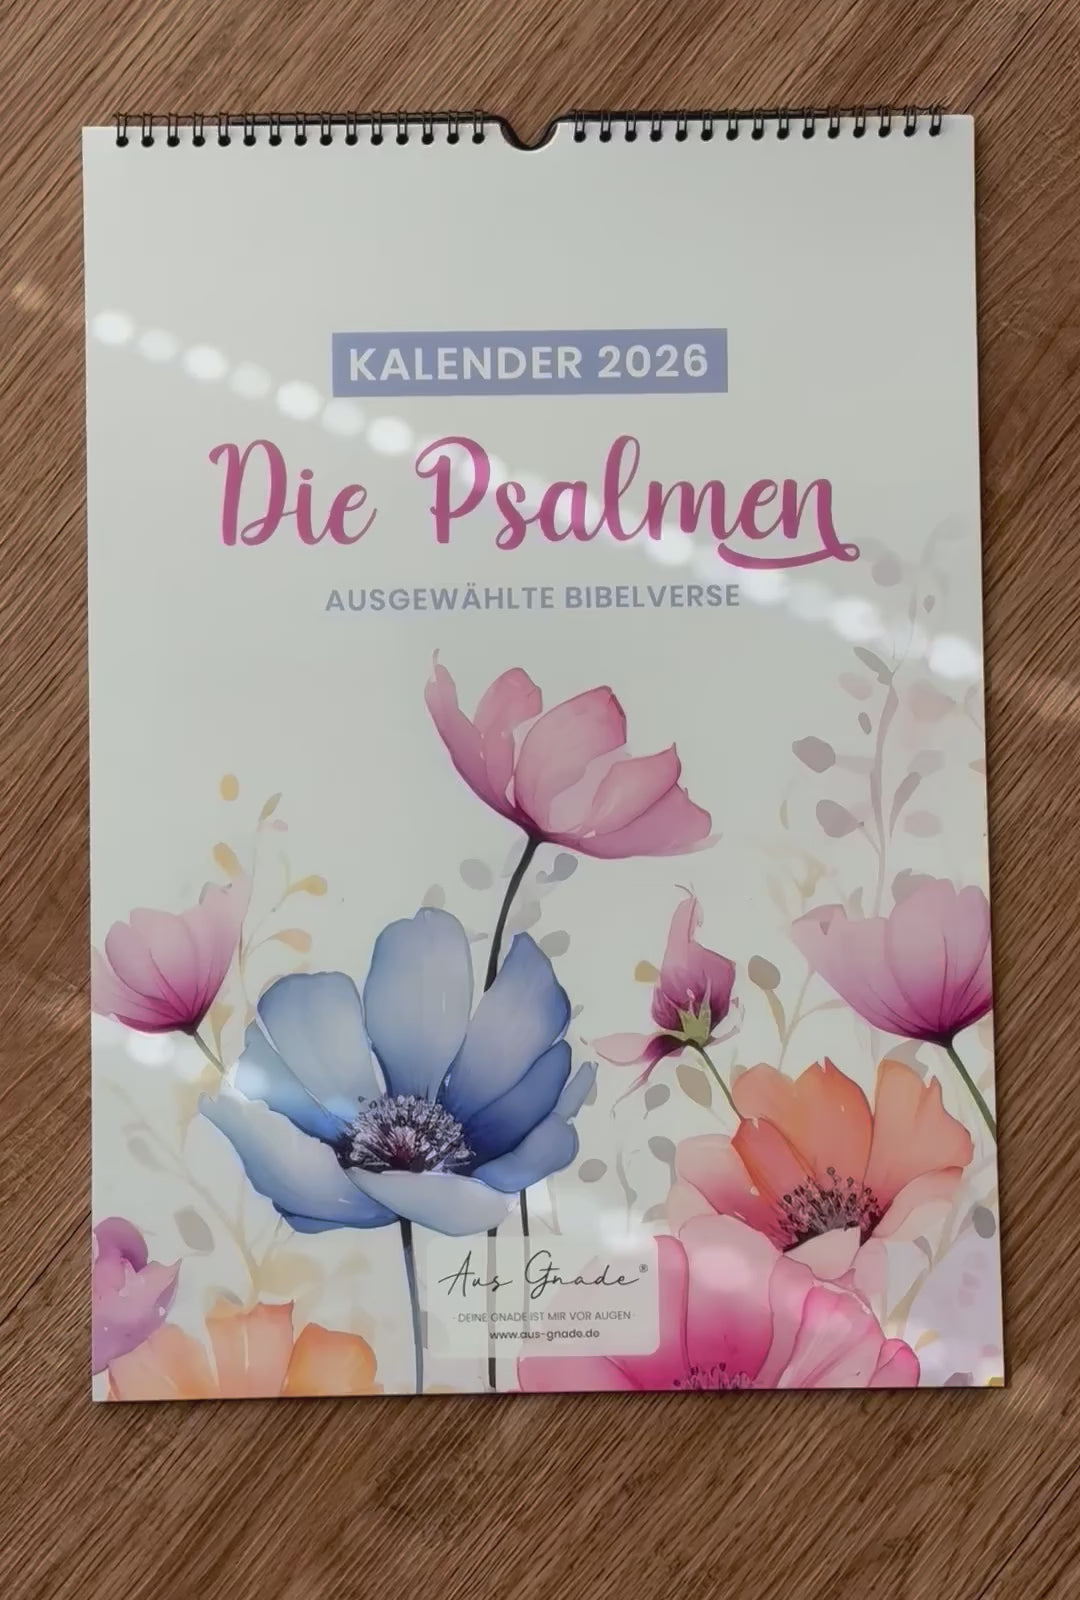 KALENDER 2026
Die Psalmen
AUSGEWÄHLTE BIBELVERSE
Aus Gnade®
· DEINE GNADE IST MIR VOR AUGEN ·
www.aus-gnade.de